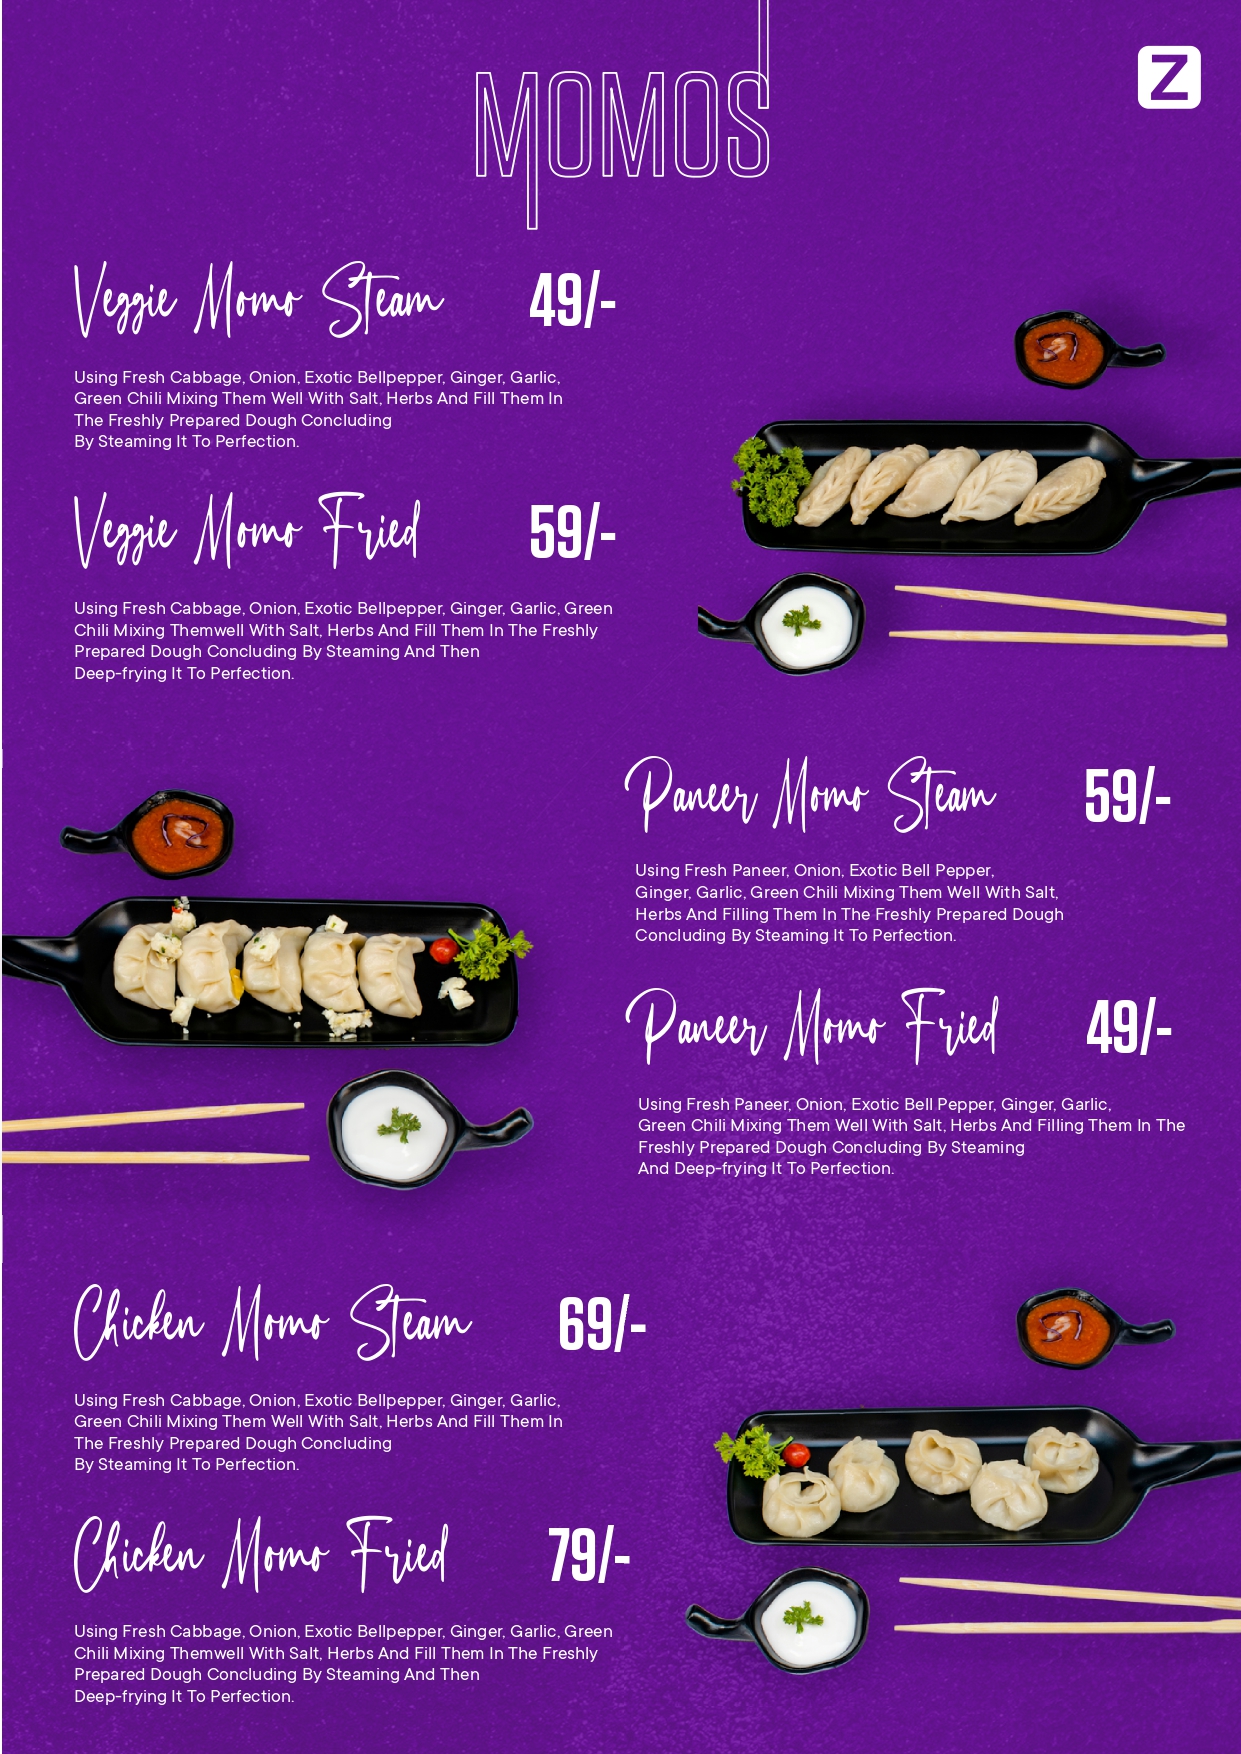 MOMOS
Z
Veggie Momo Steam 49/-
Using Fresh Cabbage, Onion, Exotic Bellpepper, Ginger, Garlic,
Green Chili Mixing Them Well With Salt, Herbs And Fill Them In
The Freshly Prepared Dough Concluding
By Steaming It To Perfection.
Veggie Momo Fried 59/-
Using Fresh Cabbage, Onion, Exotic Bellpepper, Ginger, Garlic, Green
Chili Mixing Themwell With Salt, Herbs And Fill Them In The Freshly
Prepared Dough Concluding By Steaming And Then
Deep-frying It To Perfection.
Paneer Momo Steam 59/-
Using Fresh Paneer, Onion, Exotic Bell Pepper,
Ginger, Garlic, Green Chili Mixing Them Well With Salt,
Herbs And Filling Them In The Freshly Prepared Dough
Concluding By Steaming It To Perfection.
Paneer Momo Fried 49/-
Using Fresh Paneer, Onion, Exotic Bell Pepper, Ginger, Garlic,
Green Chili Mixing Them Well With Salt, Herbs And Filling Them In The
Freshly Prepared Dough Concluding By Steaming
And Deep-frying It To Perfection.
Chicken Momo Steam 69/-
Using Fresh Cabbage, Onion, Exotic Bellpepper, Ginger, Garlic,
Green Chili Mixing Them Well With Salt, Herbs And Fill Them In
The Freshly Prepared Dough Concluding
By Steaming It To Perfection.
Chicken Momo Fried 79/-
Using Fresh Cabbage, Onion, Exotic Bellpepper, Ginger, Garlic, Green
Chili Mixing Themwell With Salt, Herbs And Fill Them In The Freshly
Prepared Dough Concluding By Steaming And Then
Deep-frying It To Perfection.